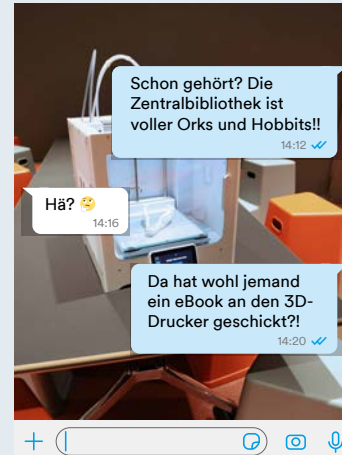 Schon gehört? Die
Zentralbibliothek ist
voller Orks und Hobbits!!
14:12
Hä? 🙄
14:16
Da hat wohl jemand
ein eBook an den 3D-
Drucker geschickt?!
14:20